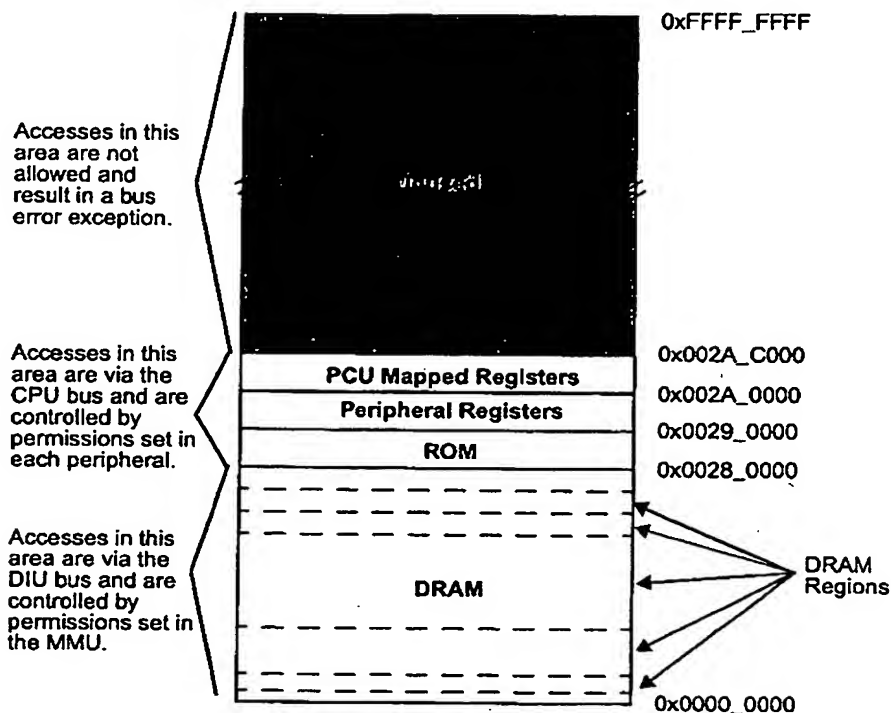 0xFFFF_FFFF
Accesses in this
area are not
allowed and
result in a bus
error exception.
0x002A_C000
Accesses in this
area are via the
CPU bus and are
controlled by
permissions set in
each peripheral.
PCU Mapped Registers
0x002A_0000
Peripheral Registers
0x0029_0000
ROM
0x0028_0000
Accesses in this
area are via the
DIU bus and are
controlled by
permissions set in
the MMU.
DRAM
DRAM
Regions
0x0000_0000